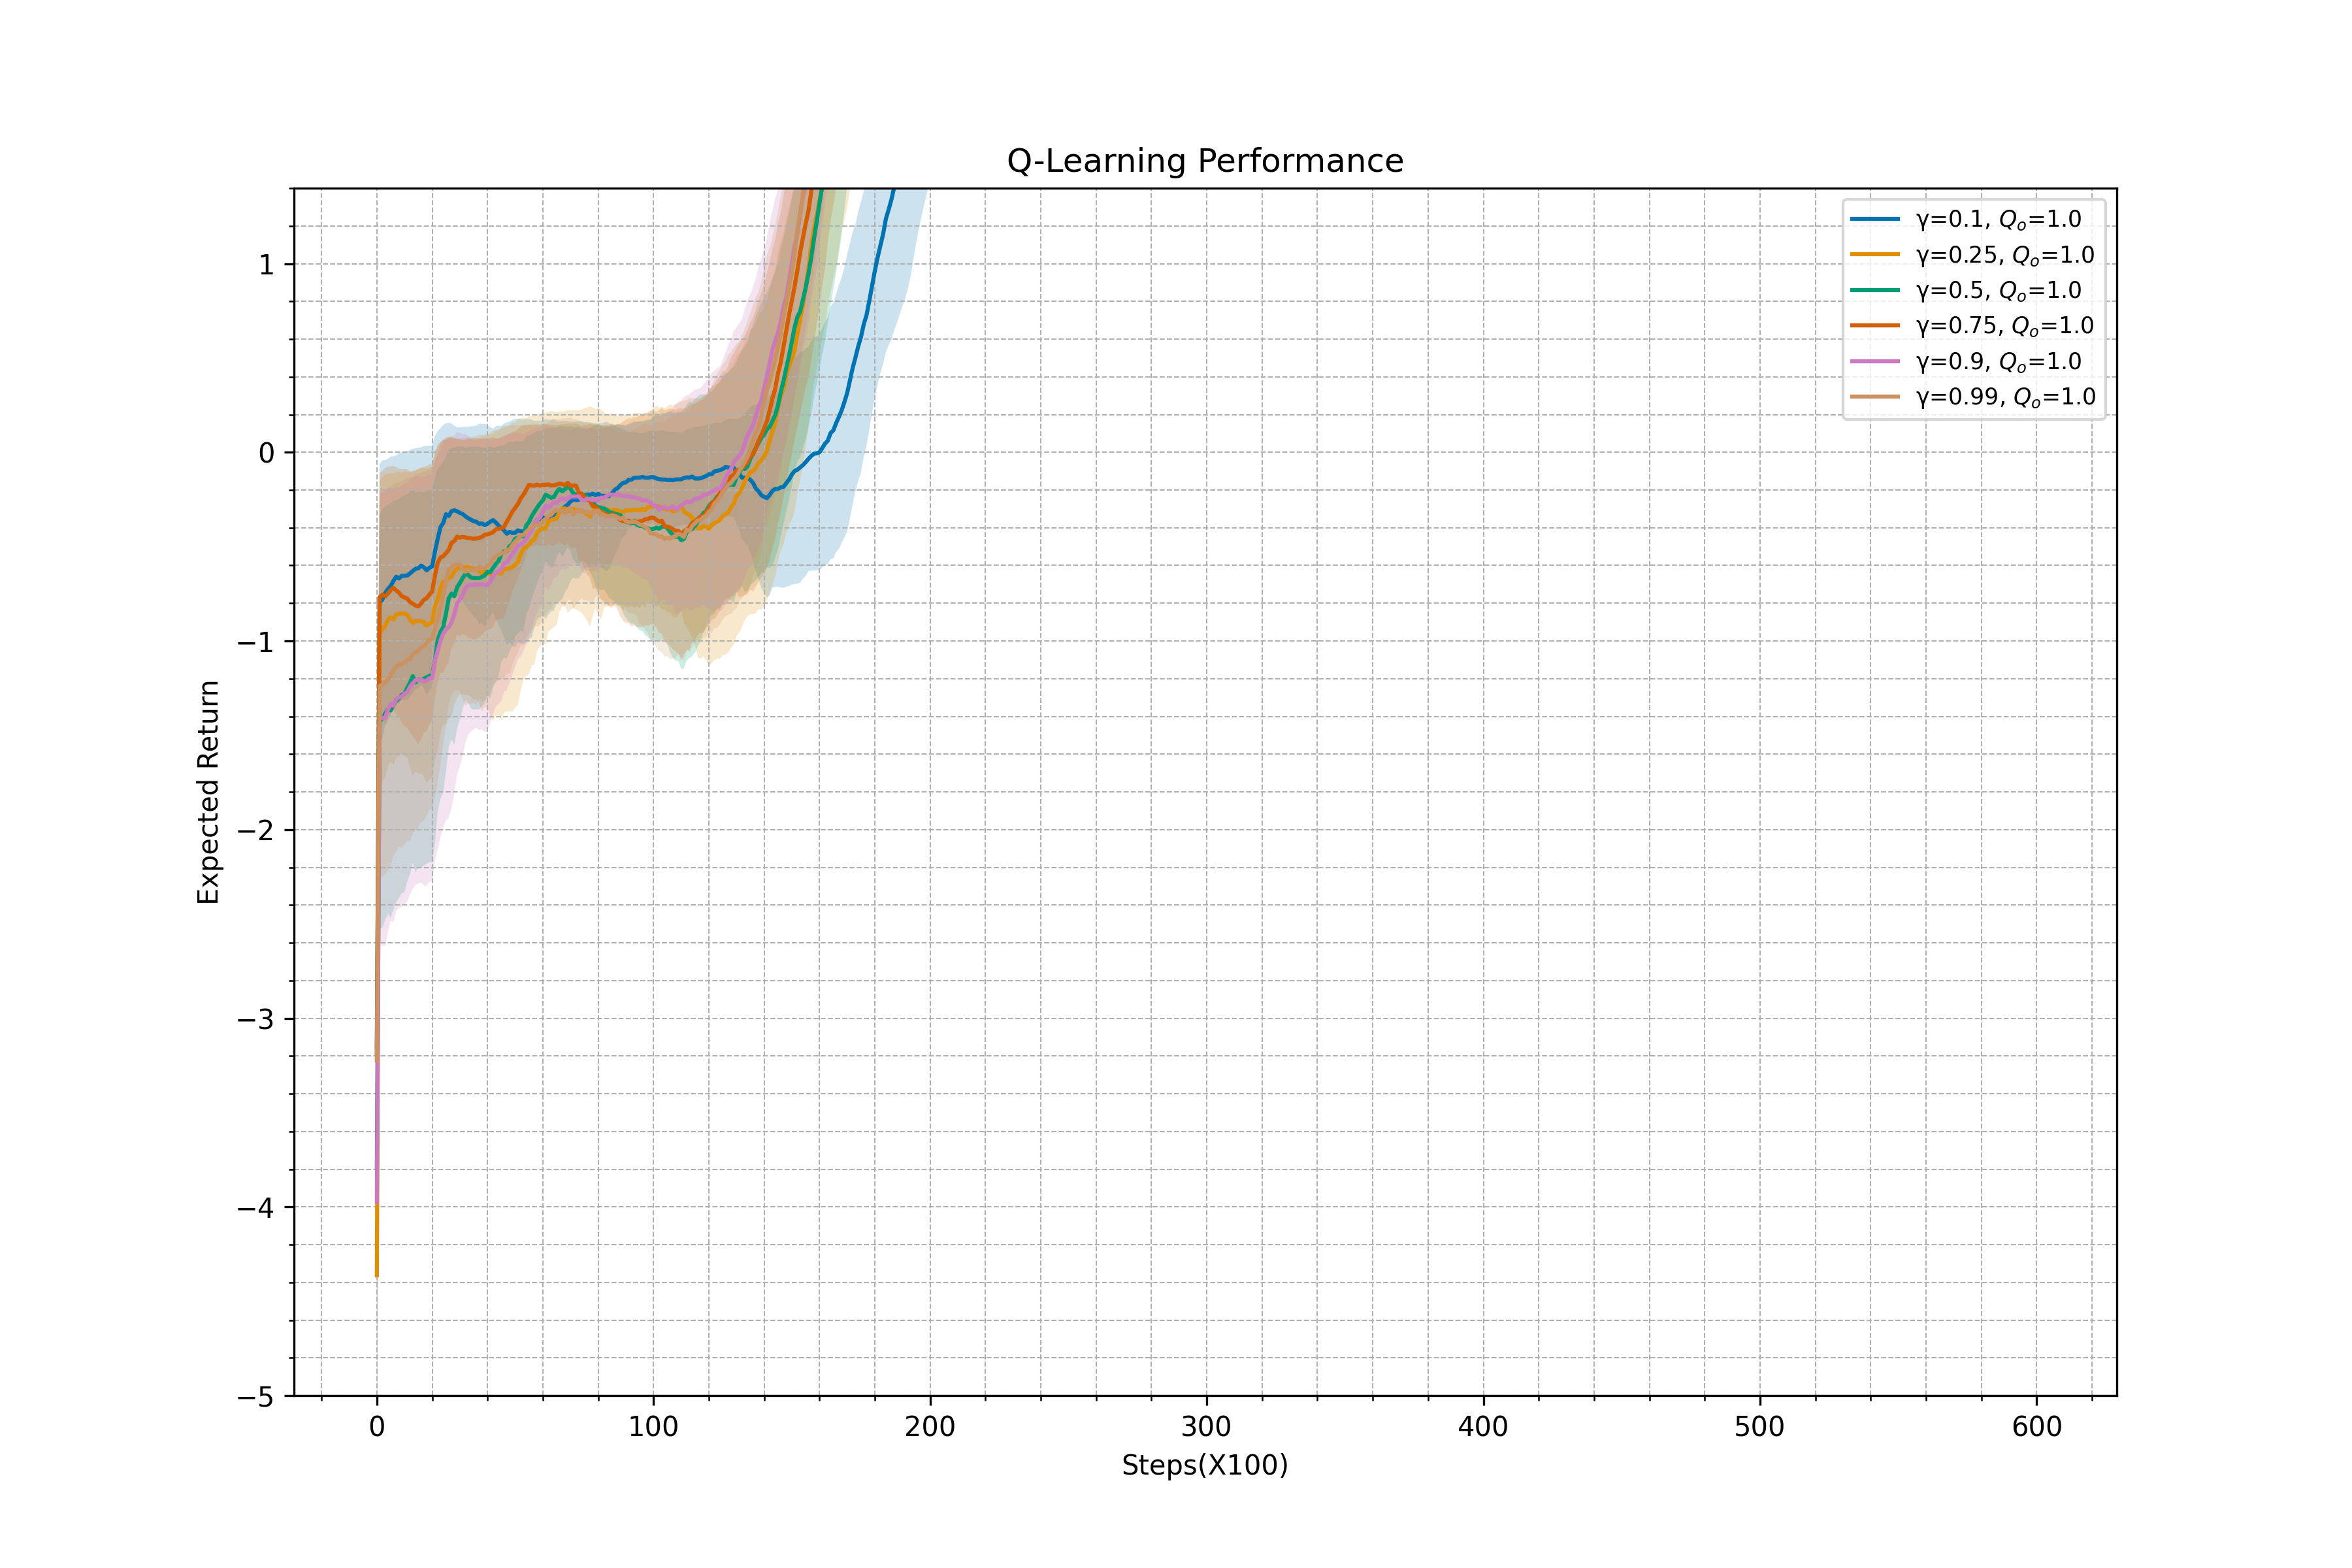 Q-Learning Performance
γ=0.1, Qₒ=1.0
γ=0.25, Qₒ=1.0
γ=0.5, Qₒ=1.0
γ=0.75, Qₒ=1.0
γ=0.9, Qₒ=1.0
γ=0.99, Qₒ=1.0
1
0
−1
−2
−3
−4
−5
Expected Return
0 100 200 300 400 500 600
Steps(X100)